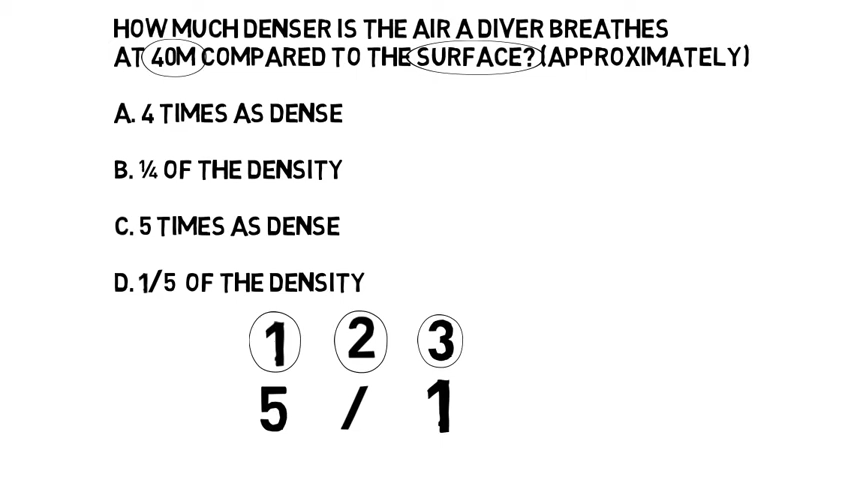 HOW MUCH DENSER IS THE AIR A DIVER BREATHES
AT 40M COMPARED TO THE SURFACE? (APPROXIMATELY)
A. 4 TIMES AS DENSE
B. ¼ OF THE DENSITY
C. 5 TIMES AS DENSE
D. 1/5 OF THE DENSITY
1 2 3
5 / 1